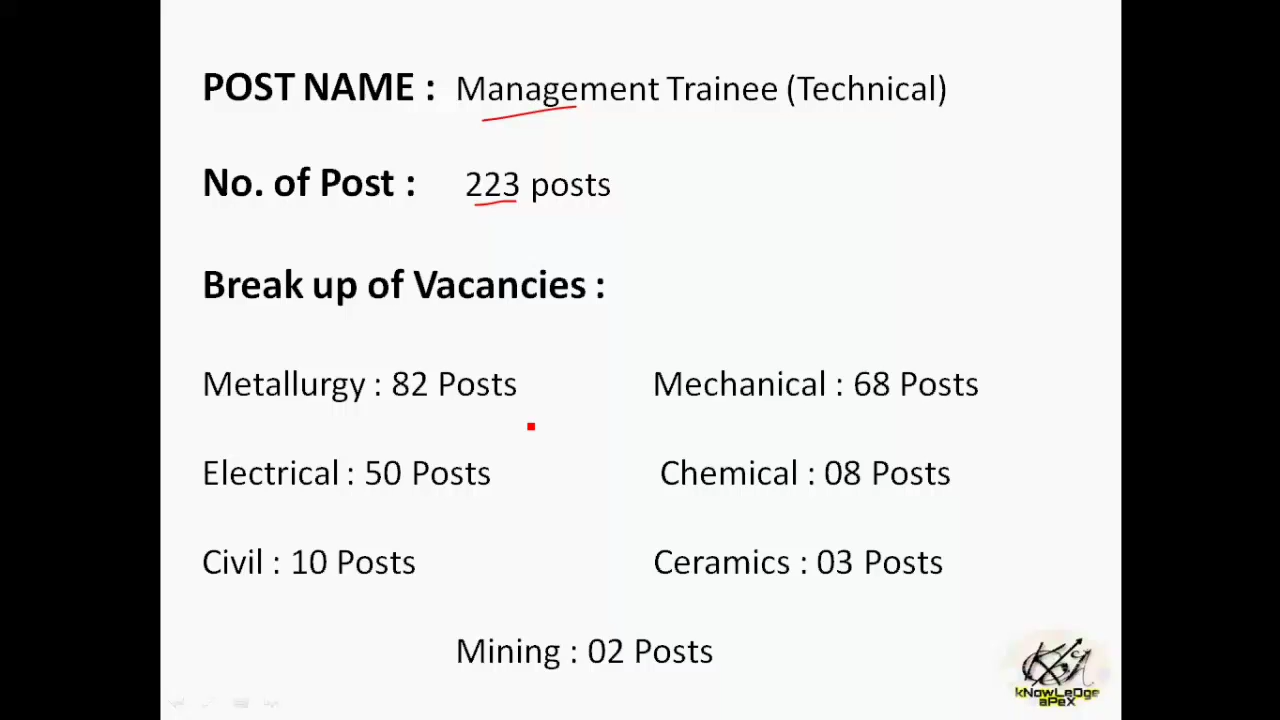 POST NAME : Management Trainee (Technical)
No. of Post : 223 posts
Break up of Vacancies :
Metallurgy : 82 Posts Mechanical : 68 Posts
Electrical : 50 Posts Chemical : 08 Posts
Civil : 10 Posts Ceramics : 03 Posts
Mining : 02 Posts
kNowLeDge
aPeX